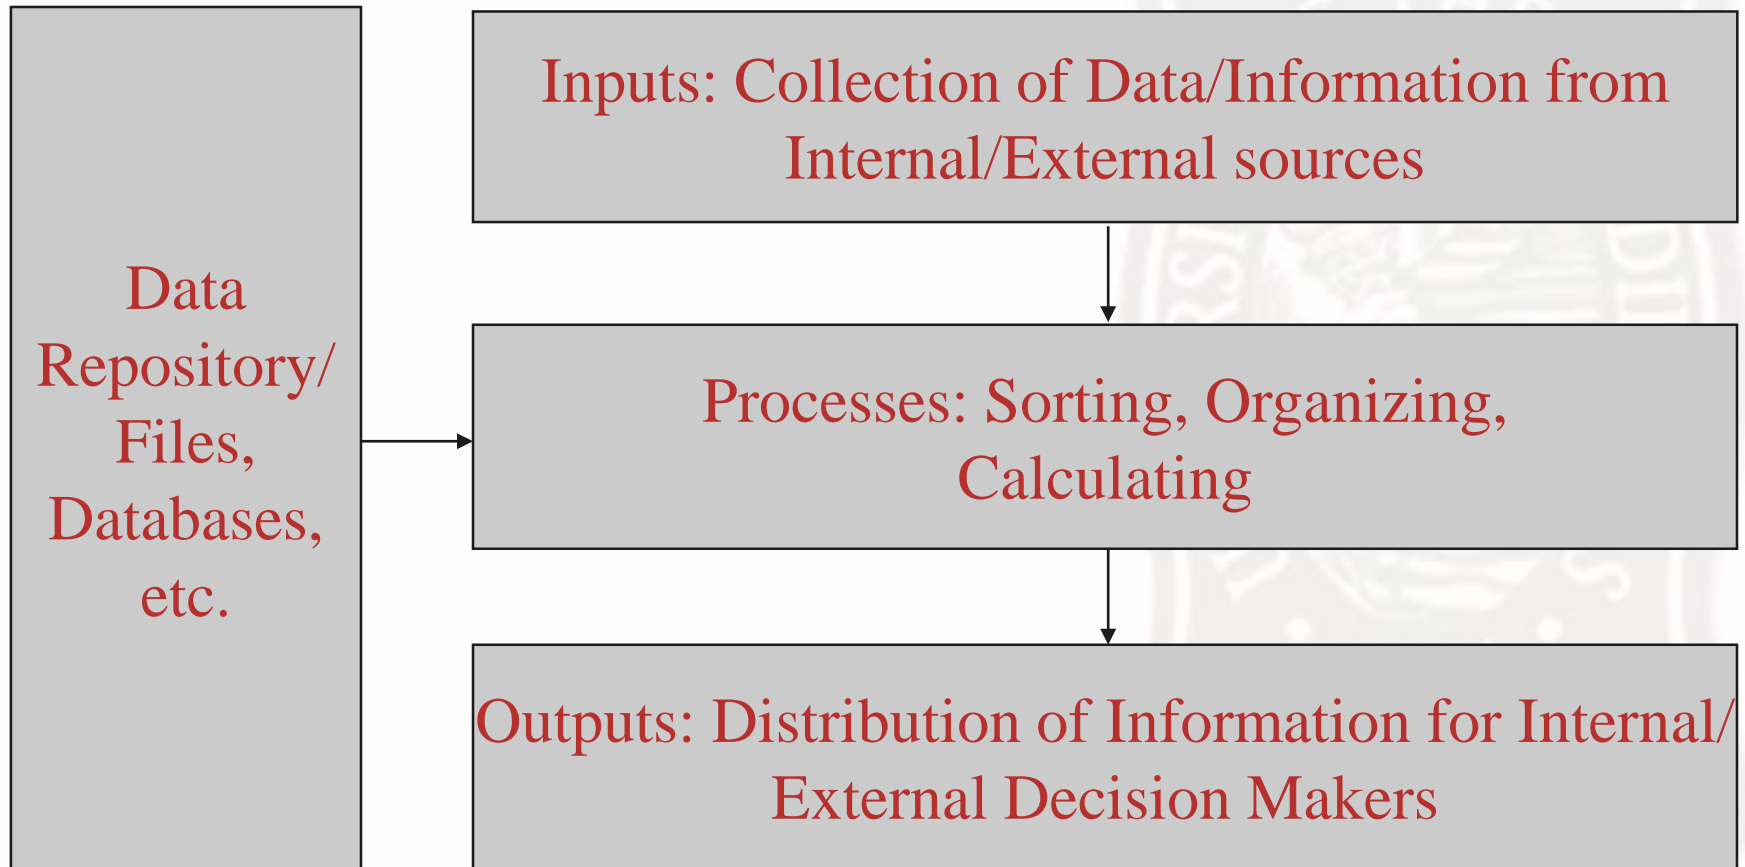 Data
Repository/
Files,
Databases,
etc.
Inputs: Collection of Data/Information from
Internal/External sources
Processes: Sorting, Organizing,
Calculating
Outputs: Distribution of Information for Internal/
External Decision Makers